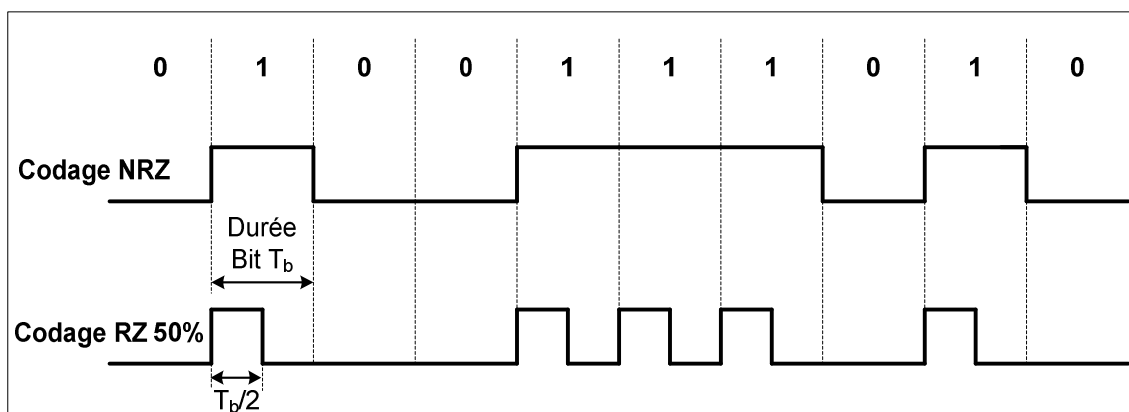 0 1 0 0 1 1 1 0 1 0
Codage NRZ
Durée
Bit Tb
Codage RZ 50%
Tb/2